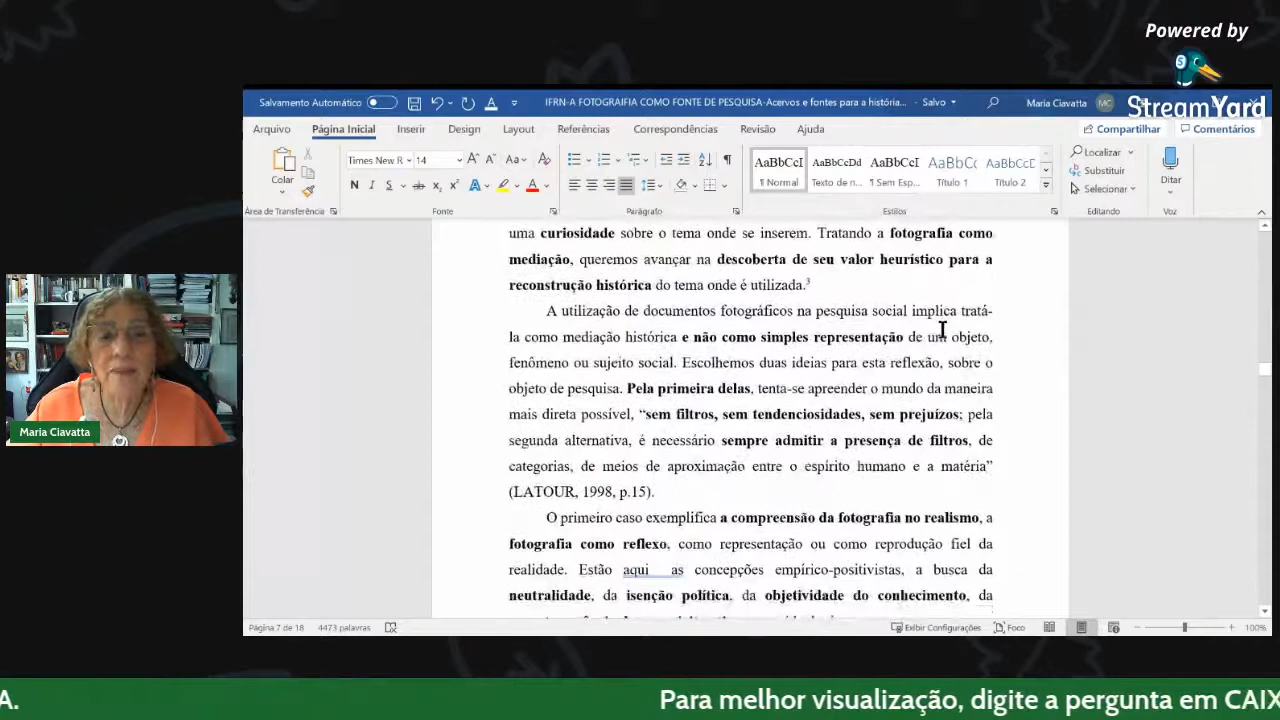 Powered by
StreamYard
Salvamento Automático
IFRN-A FOTOGRAIFIA COMO FONTE DE PESQUISA-Acervos e fontes para a história... - Salvo
Maria Ciavatta
MC
Arquivo Página Inicial Inserir Design Layout Referências Correspondências Revisão Ajuda
Compartilhar Comentários
Colar
Times New R 14
AaBbCcI AaBbCcDd AaBbCcI AaBbCc AaBbCcE
¶ Normal Texto de n... ¶ Sem Esp... Título 1 Título 2
Localizar
Substituir
Selecionar
Ditar
Área de Transferência Fonte Parágrafo Estilos Editando Voz
uma curiosidade sobre o tema onde se inserem. Tratando a fotografia como
mediação, queremos avançar na descoberta de seu valor heurístico para a
reconstrução histórica do tema onde é utilizada.³
A utilização de documentos fotográficos na pesquisa social implica tratá-
la como mediação histórica e não como simples representação de um objeto,
fenômeno ou sujeito social. Escolhemos duas ideias para esta reflexão, sobre o
objeto de pesquisa. Pela primeira delas, tenta-se apreender o mundo da maneira
mais direta possível, “sem filtros, sem tendenciosidades, sem prejuízos; pela
segunda alternativa, é necessário sempre admitir a presença de filtros, de
categorias, de meios de aproximação entre o espírito humano e a matéria”
(LATOUR, 1998, p.15).
O primeiro caso exemplifica a compreensão da fotografia no realismo, a
fotografia como reflexo, como representação ou como reprodução fiel da
realidade. Estão aqui as concepções empírico-positivistas, a busca da
neutralidade, da isenção política, da objetividade do conhecimento, da
Maria Ciavatta
Página 7 de 18 4473 palavras
Exibir Configurações Foco
100%
A.
Para melhor visualização, digite a pergunta em CAIX